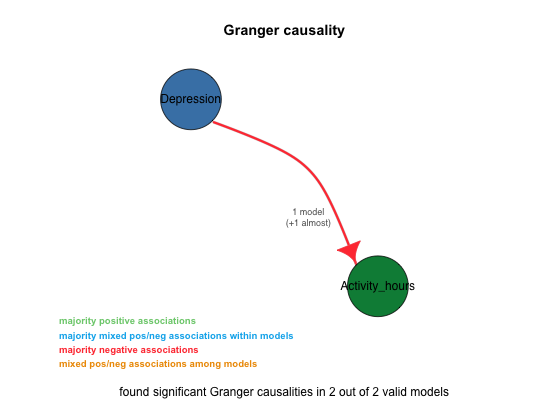 Granger causality
Depression
1 model
(+1 almost)
Activity_hours
majority positive associations
majority mixed pos/neg associations within models
majority negative associations
mixed pos/neg associations among models
found significant Granger causalities in 2 out of 2 valid models